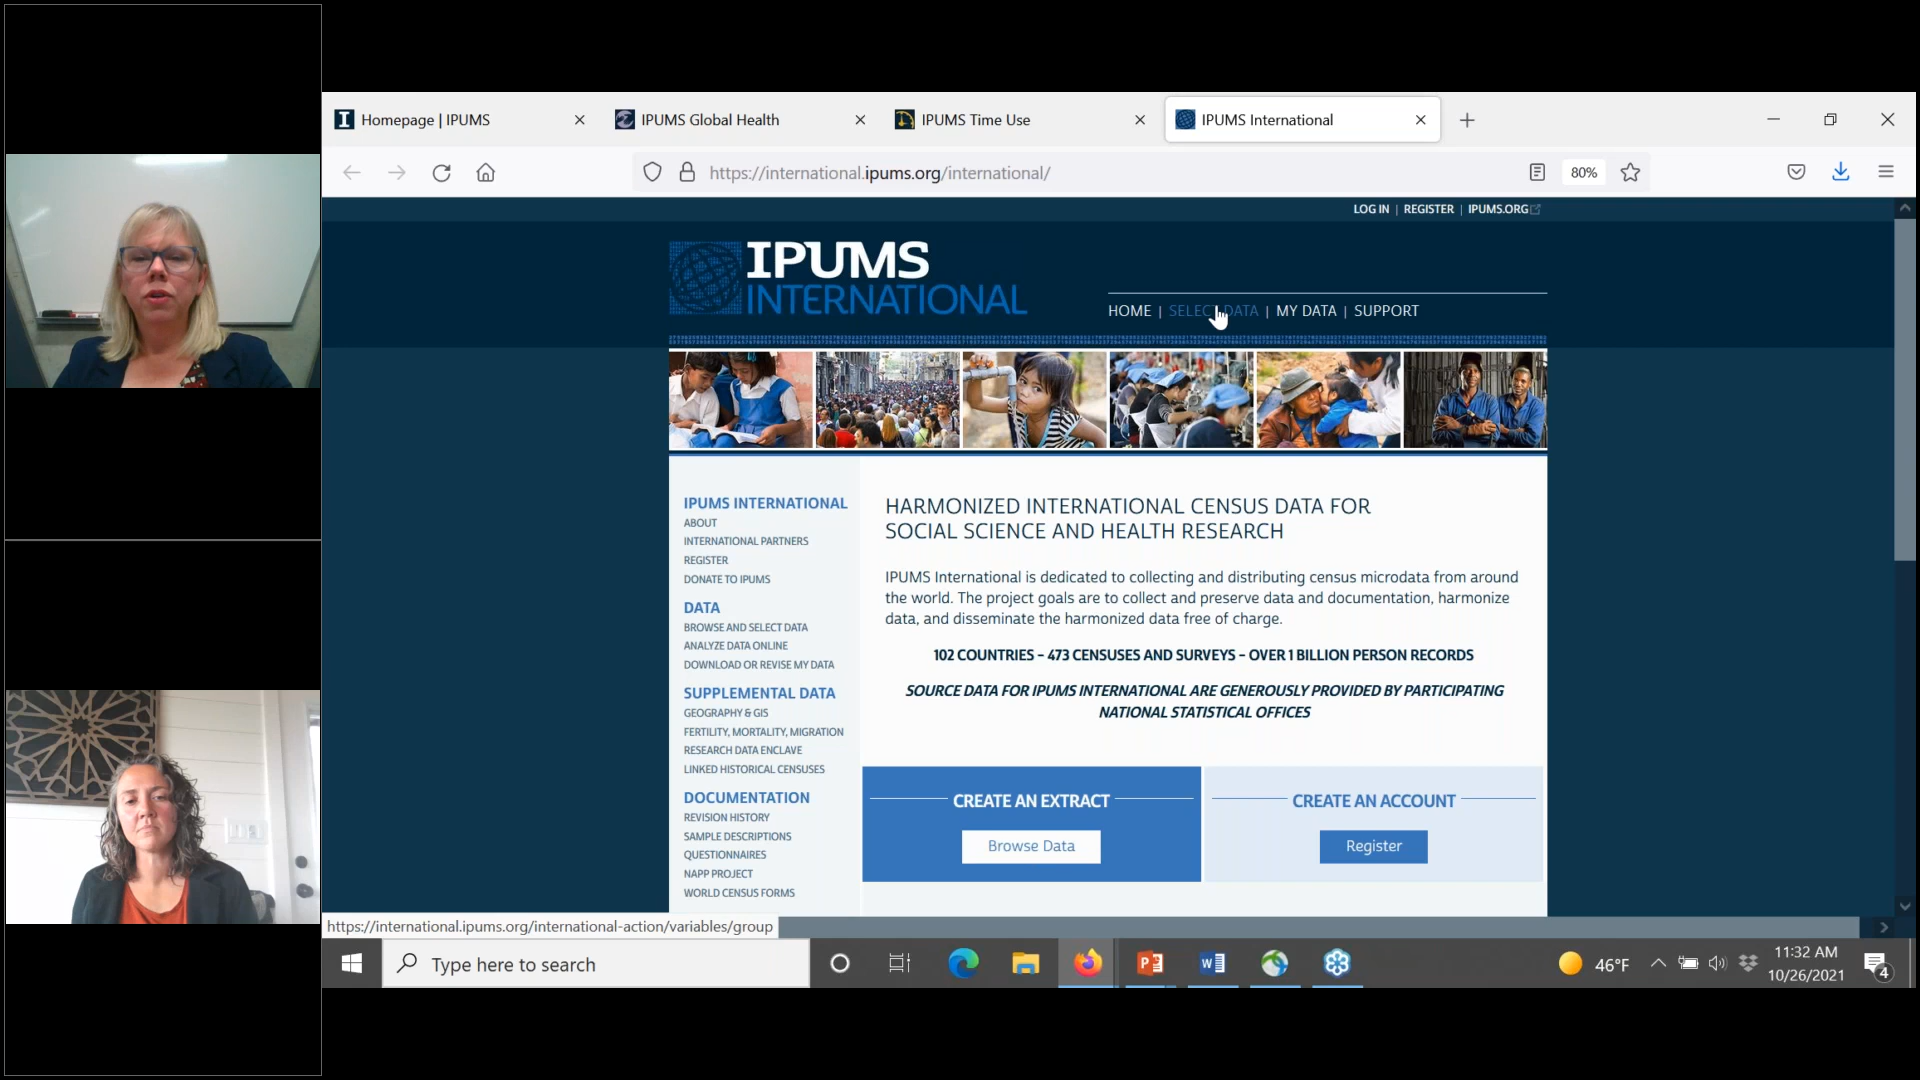 Homepage | IPUMS
IPUMS Global Health
IPUMS Time Use
IPUMS International
https://international.ipums.org/international/
80%
LOG IN | REGISTER | IPUMS.ORG
IPUMS
INTERNATIONAL
HOME | SELECT DATA | MY DATA | SUPPORT
IPUMS INTERNATIONAL
ABOUT
INTERNATIONAL PARTNERS
REGISTER
DONATE TO IPUMS
DATA
BROWSE AND SELECT DATA
ANALYZE DATA ONLINE
DOWNLOAD OR REVISE MY DATA
SUPPLEMENTAL DATA
GEOGRAPHY & GIS
FERTILITY, MORTALITY, MIGRATION
RESEARCH DATA ENCLAVE
LINKED HISTORICAL CENSUSES
DOCUMENTATION
REVISION HISTORY
SAMPLE DESCRIPTIONS
QUESTIONNAIRES
NAPP PROJECT
WORLD CENSUS FORMS
HARMONIZED INTERNATIONAL CENSUS DATA FOR
SOCIAL SCIENCE AND HEALTH RESEARCH
IPUMS International is dedicated to collecting and distributing census microdata from around
the world. The project goals are to collect and preserve data and documentation, harmonize
data, and disseminate the harmonized data free of charge.
102 COUNTRIES – 473 CENSUSES AND SURVEYS – OVER 1 BILLION PERSON RECORDS
SOURCE DATA FOR IPUMS INTERNATIONAL ARE GENEROUSLY PROVIDED BY PARTICIPATING
NATIONAL STATISTICAL OFFICES
CREATE AN EXTRACT
Browse Data
CREATE AN ACCOUNT
Register
https://international.ipums.org/international-action/variables/group
Type here to search
46°F
11:32 AM
10/26/2021
4